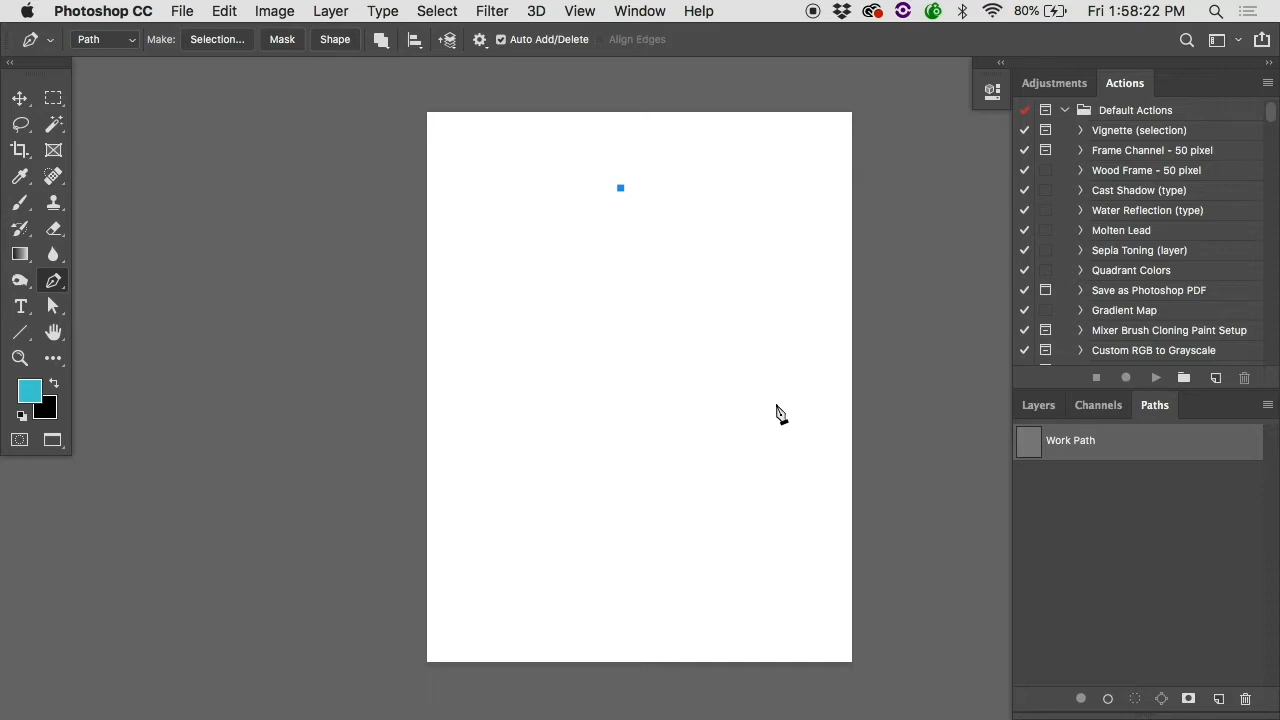 Photoshop CC File Edit Image Layer Type Select Filter 3D View Window Help 80% Fri 1:58:22 PM
Path Make: Selection... Mask Shape Auto Add/Delete Align Edges
Adjustments Actions
Default Actions
Vignette (selection)
Frame Channel - 50 pixel
Wood Frame - 50 pixel
Cast Shadow (type)
Water Reflection (type)
Molten Lead
Sepia Toning (layer)
Quadrant Colors
Save as Photoshop PDF
Gradient Map
Mixer Brush Cloning Paint Setup
Custom RGB to Grayscale
Layers Channels Paths
Work Path